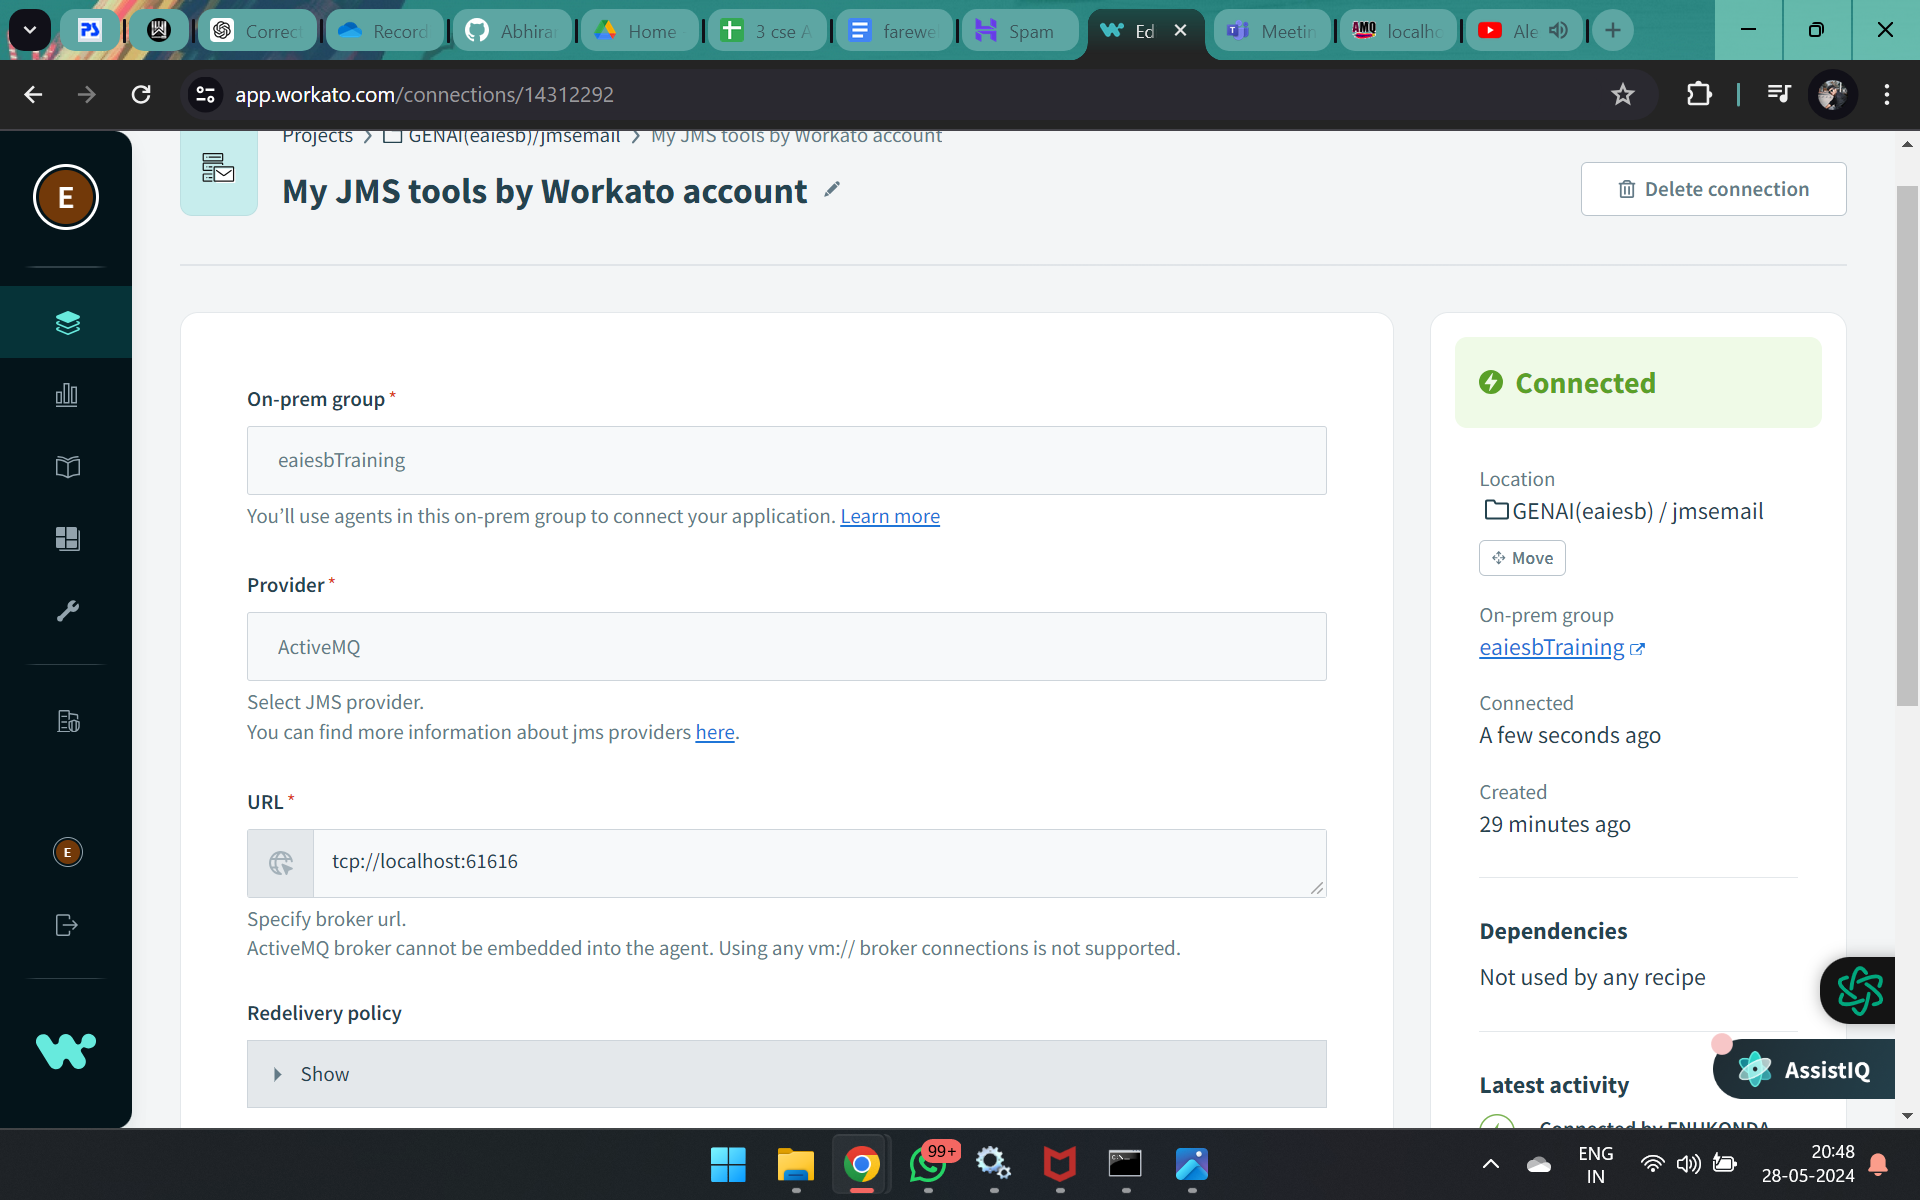 Correct
Record
Abhirar
Home
3 cse A
farewe
Spam
Ed
Meetin
AMQ
localho
Ale
app.workato.com/connections/14312292
E
Projects > GENAI(eaiesb)/jmsemail > My JMS tools by Workato account
My JMS tools by Workato account
Delete connection
On-prem group *
eaiesbTraining
You'll use agents in this on-prem group to connect your application. Learn more
Provider *
ActiveMQ
Select JMS provider.
You can find more information about jms providers here.
URL *
tcp://localhost:61616
Specify broker url.
ActiveMQ broker cannot be embedded into the agent. Using any vm:// broker connections is not supported.
Redelivery policy
Show
Connected
Location
GENAI(eaiesb) / jmsemail
Move
On-prem group
eaiesbTraining
Connected
A few seconds ago
Created
29 minutes ago
Dependencies
Not used by any recipe
Latest activity
Connected by ENUKONDA
AssistIQ
E
99+
ENG
IN
20:48
28-05-2024